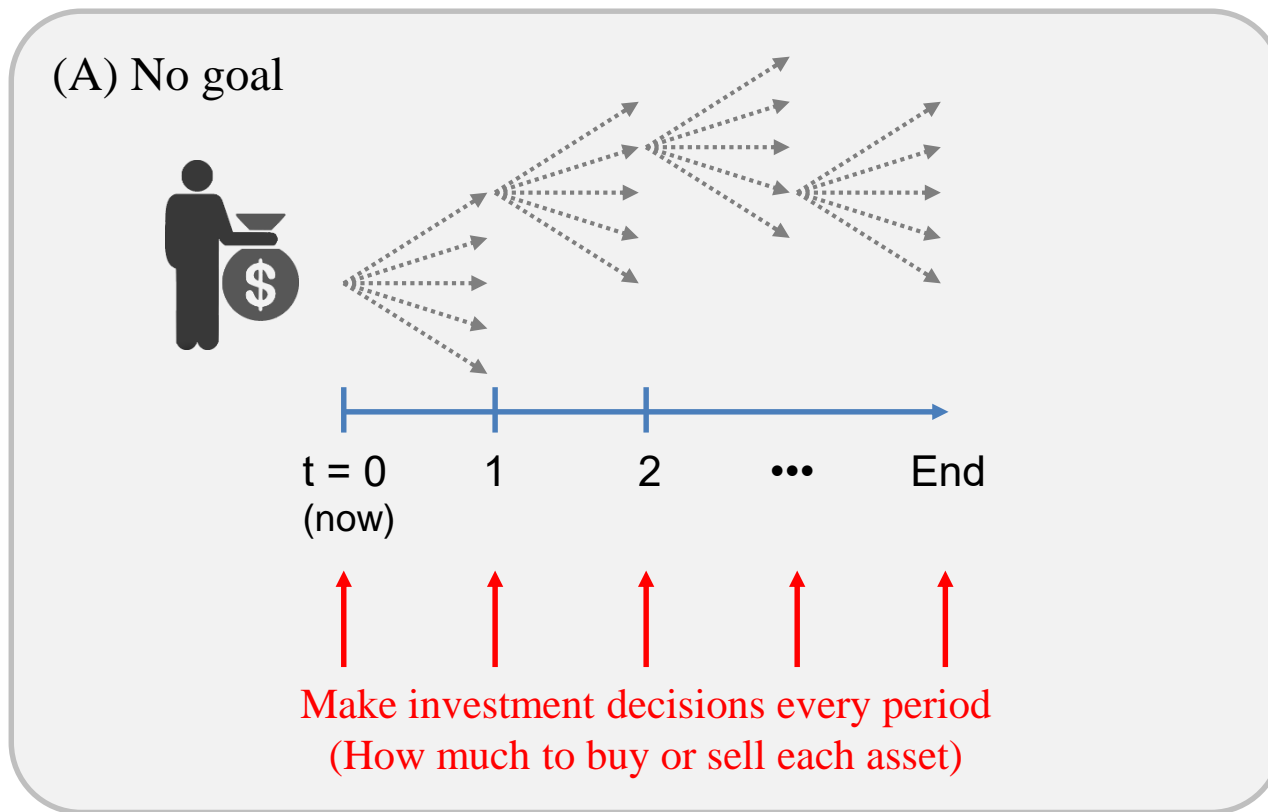 (A) No goal
$
t = 0 1 2 ••• End
(now)
Make investment decisions every period
(How much to buy or sell each asset)